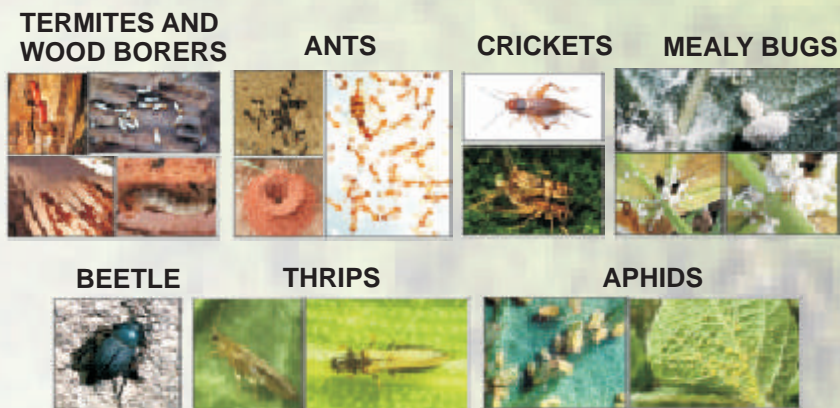 TERMITES AND
WOOD BORERS
ANTS
CRICKETS
MEALY BUGS
BEETLE
THRIPS
APHIDS